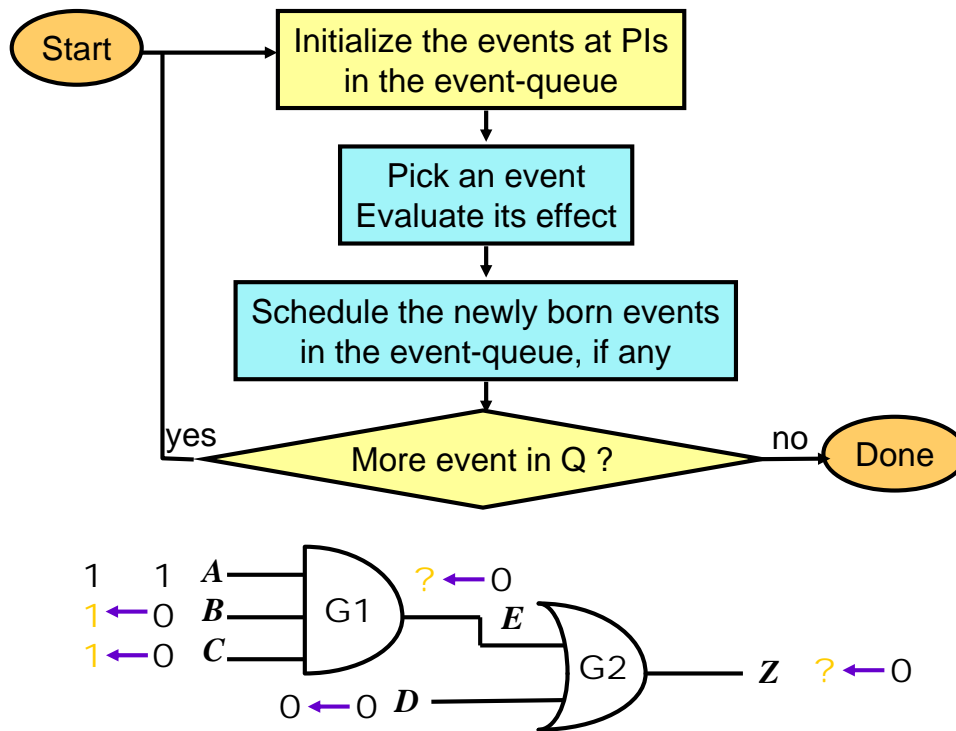 Start
Initialize the events at PIs
in the event-queue
Pick an event
Evaluate its effect
Schedule the newly born events
in the event-queue, if any
yes
More event in Q ?
no
Done
1 1 A
1 0 B
1 0 C
G1
? 0
E
0 0 D
G2
Z ? 0